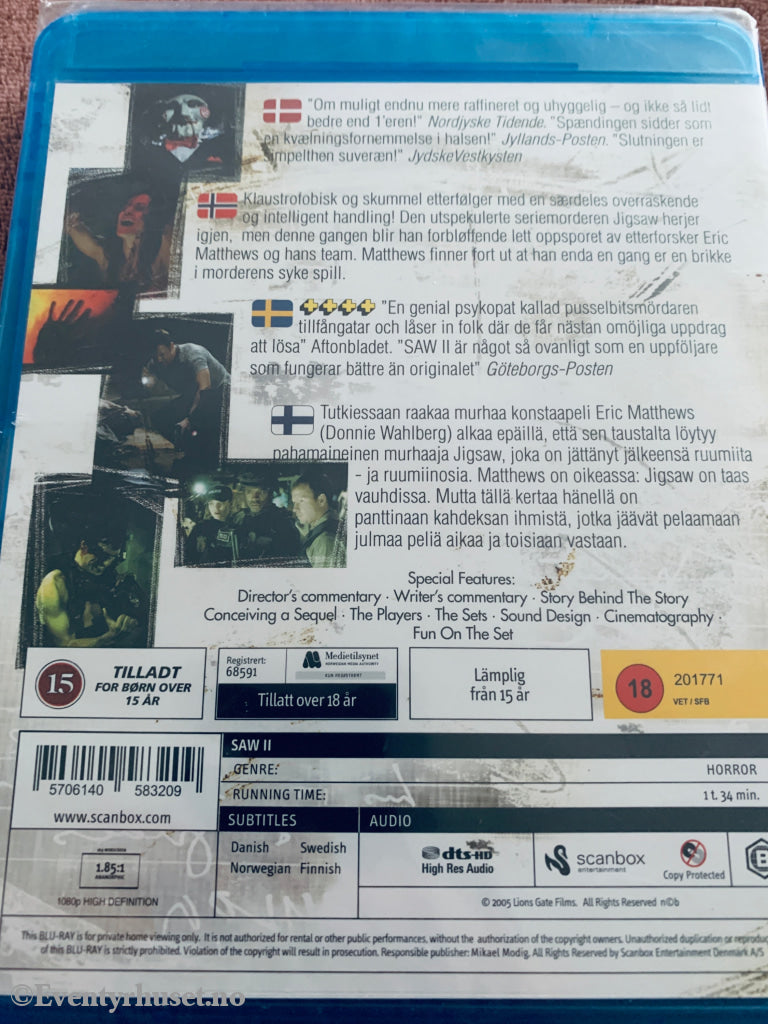 "Om muligt endnu mere raffineret og uhyggelig – og ikke så lidt
bedre end 1'eren!" Nordjyske Tidende. "Spændingen sidder som
en kvælningsfornemmelse i halsen!" Jyllands-Posten. "Slutningen er
simpelthen suveræn!" JydskeVestkysten
Klaustrofobisk og skummel etterfølger med en særdeles overraskende
og intelligent handling! Den utspekulerte seriemorderen Jigsaw herjer
igjen, men denne gangen blir han forbløffende lett oppsporet av etterforsker Eric
Matthews og hans team. Matthews finner fort ut at han enda en gang er en brikke
i morderens syke spill.
"En genial psykopat kallad pusselbitsmördaren
tillfångatar och låser in folk där de får nästan omöjliga uppdrag
att lösa" Aftonbladet. "SAW II är något så ovanligt som en uppföljare
som fungerar bättre än originalet" Göteborgs-Posten
Tutkiessaan raakaa murhaa konstaapeli Eric Matthews
(Donnie Wahlberg) alkaa epäillä, että sen taustalta löytyy
pahamaineinen murhaaja Jigsaw, joka on jättänyt jälkeensä ruumiita
- ja ruumiinosia. Matthews on oikeassa: Jigsaw on taas
vauhdissa. Mutta tällä kertaa hänellä on
panttinaan kahdeksan ihmistä, jotka jäävät pelaamaan
julmaa peliä aikaa ja toisiaan vastaan.
Special Features:
Director's commentary · Writer's commentary · Story Behind The Story
Conceiving a Sequel · The Players · The Sets · Sound Design · Cinematography ·
Fun On The Set
15 TILLADT
FOR BØRN OVER
15 ÅR
Registrert:
68591
Medietilsynet
NORWEGIAN MEDIA AUTHORITY
KUN REGISTRERT
Tillatt over 18 år
Lämplig
från 15 år
18 201771
VET / SFB
5706140 583209
www.scanbox.com
SAW II
GENRE: HORROR
RUNNING TIME: 1 t. 34 min.
SUBTITLES AUDIO
Danish Swedish
Norwegian Finnish
dts-HD
High Res Audio
scanbox
entertainment
Copy Protected
B
1.85:1
ANAMORPHIC
1080p HIGH DEFINITION
© 2005 Lions Gate Films. All Rights Reserved n©b
This BLU-RAY is for private home viewing only. It is not authorized for rental or other public performances, without the authorization of the copyright owners. Unauthorized duplication or reproduc
of this BLU-RAY is strictly prohibited. Violation of the copyright will result in prosecution. Responsible publisher: Mikael Modig. All Rights Reserved by Scanbox Entertainment Denmark A/S
©Eventyrhuset.no